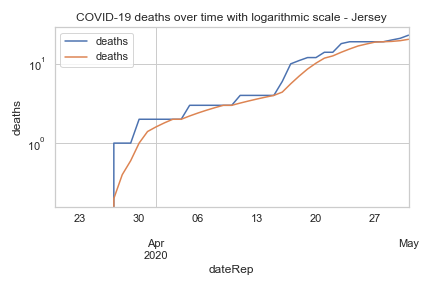 COVID-19 deaths over time with logarithmic scale - Jersey
deaths
deaths
10¹
10⁰
deaths
23 30 06 13 20 27
Apr May
2020
dateRep